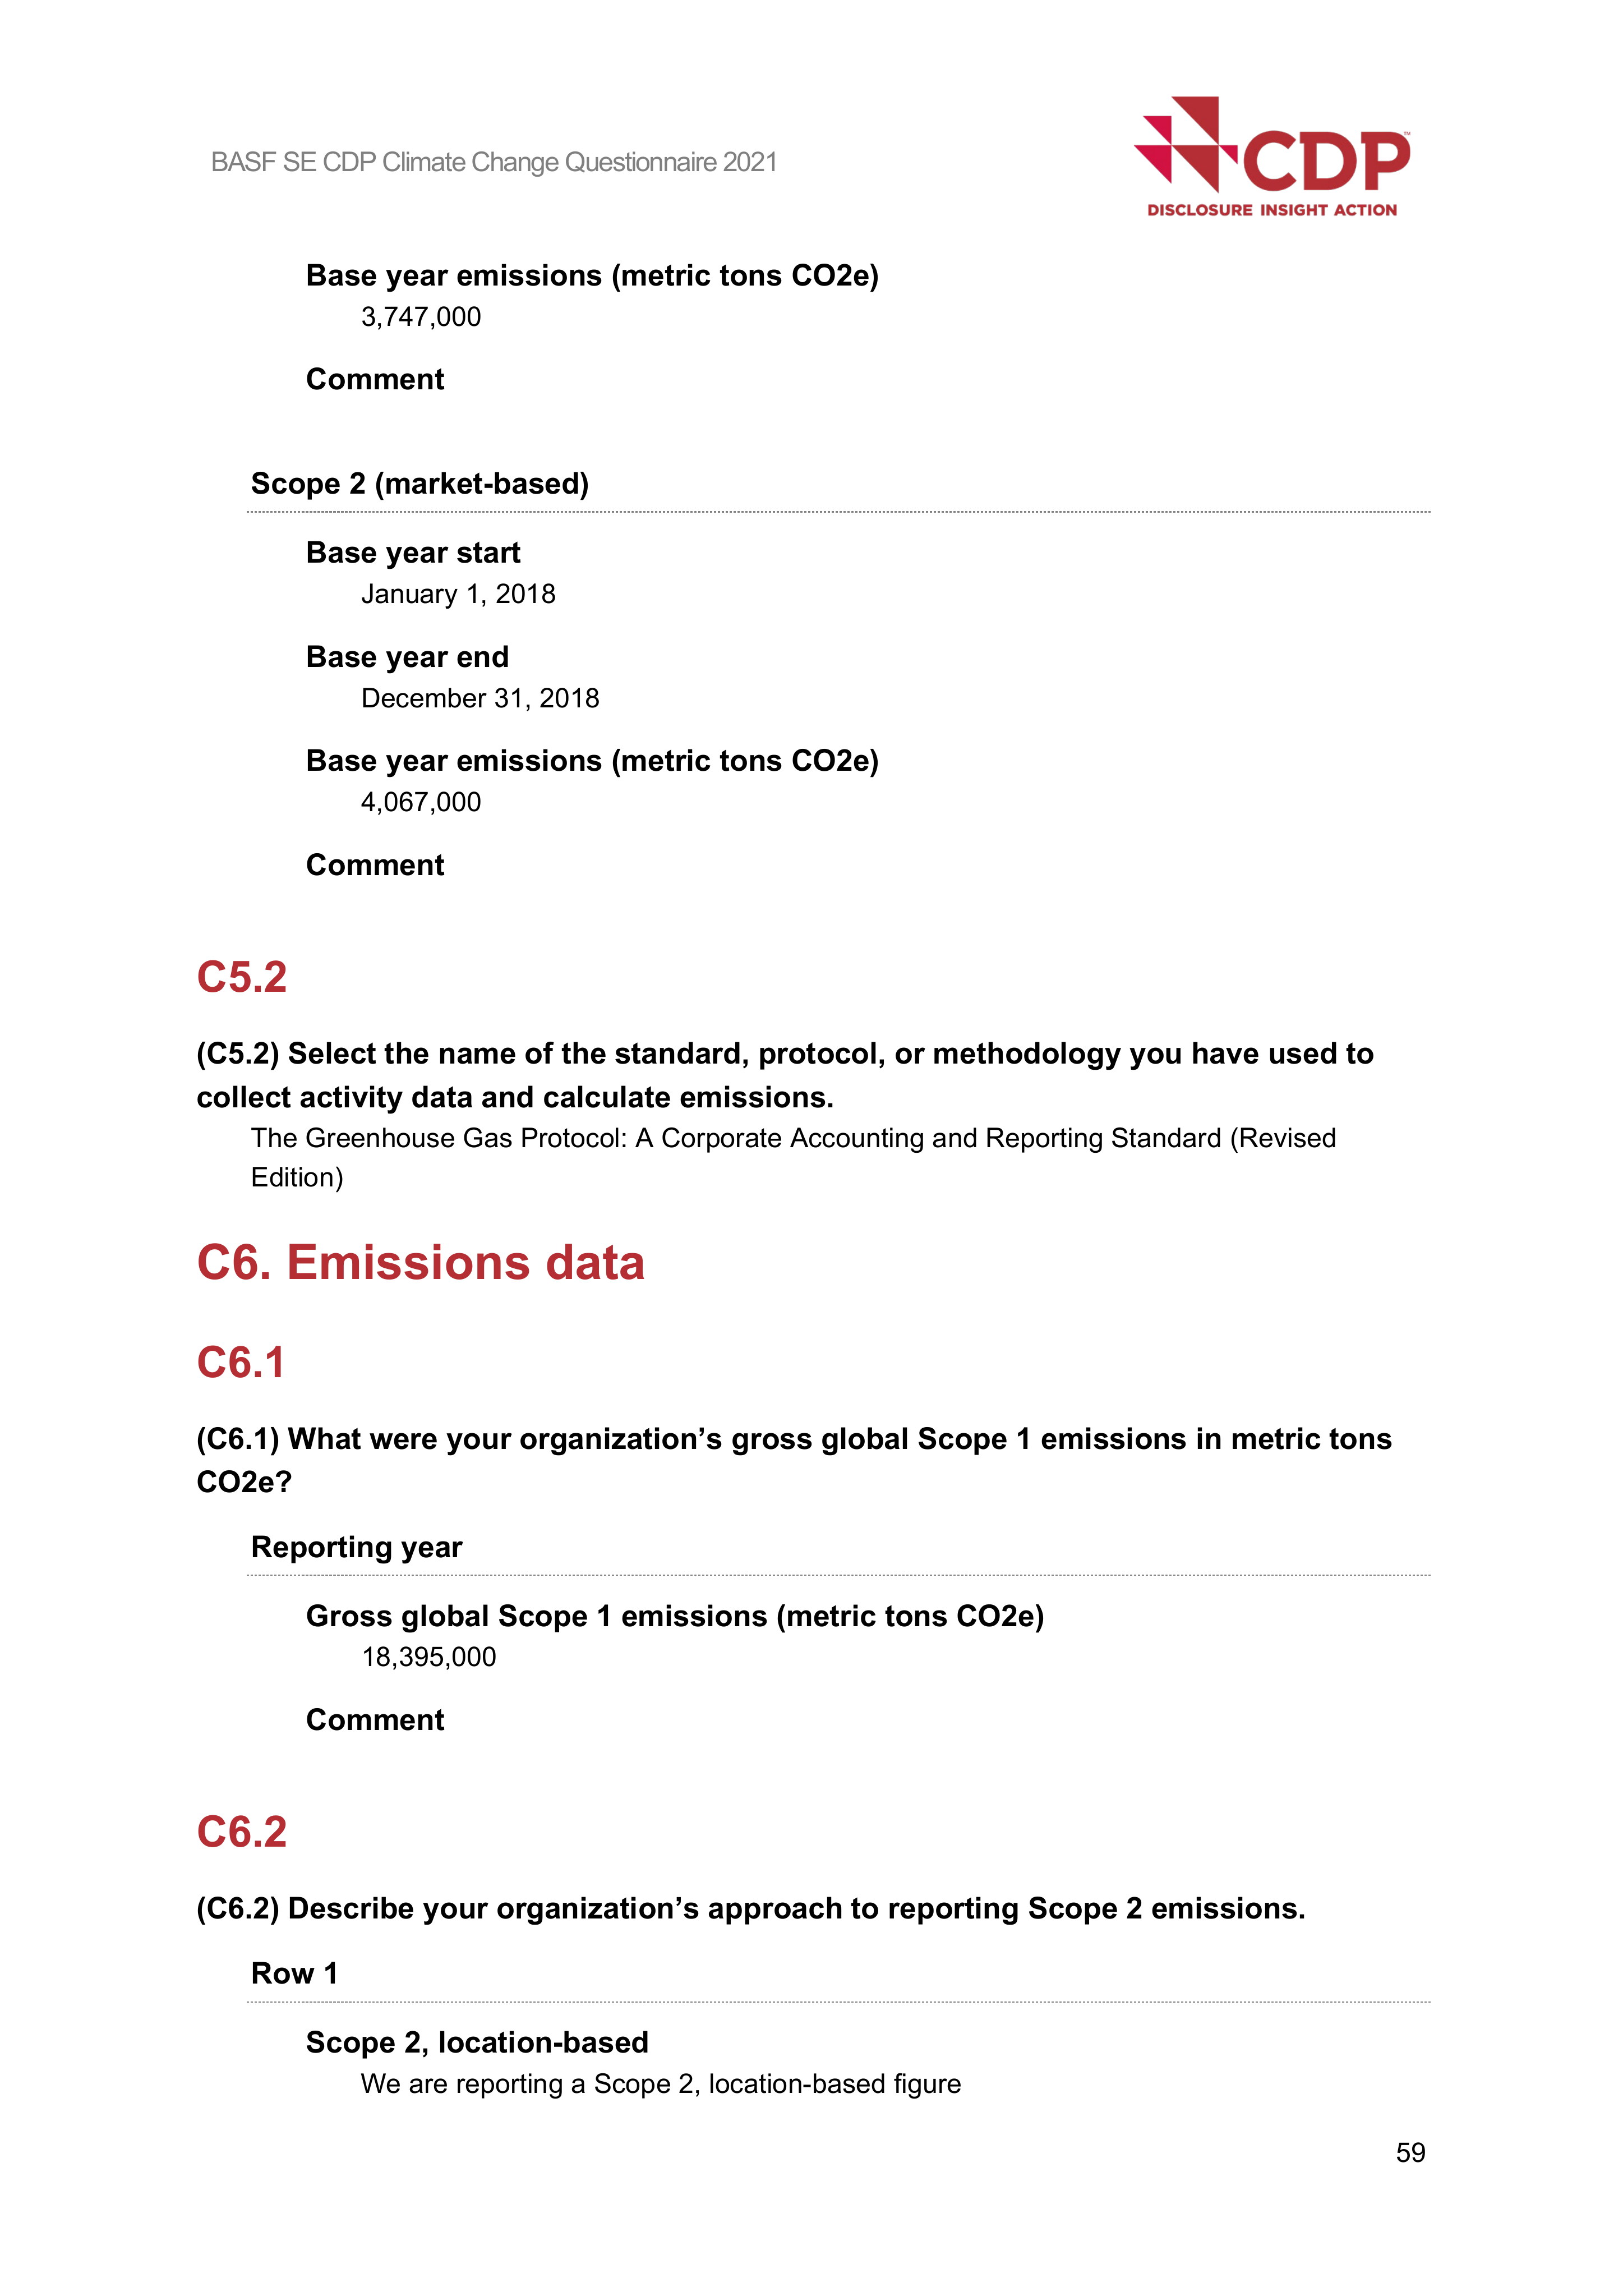 BASF SE CDP Climate Change Questionnaire 2021
CDP™
DISCLOSURE INSIGHT ACTION
Base year emissions (metric tons CO2e)
3,747,000
Comment
Scope 2 (market-based)
Base year start
January 1, 2018
Base year end
December 31, 2018
Base year emissions (metric tons CO2e)
4,067,000
Comment
C5.2
(C5.2) Select the name of the standard, protocol, or methodology you have used to
collect activity data and calculate emissions.
The Greenhouse Gas Protocol: A Corporate Accounting and Reporting Standard (Revised
Edition)
C6. Emissions data
C6.1
(C6.1) What were your organization’s gross global Scope 1 emissions in metric tons
CO2e?
Reporting year
Gross global Scope 1 emissions (metric tons CO2e)
18,395,000
Comment
C6.2
(C6.2) Describe your organization’s approach to reporting Scope 2 emissions.
Row 1
Scope 2, location-based
We are reporting a Scope 2, location-based figure
59